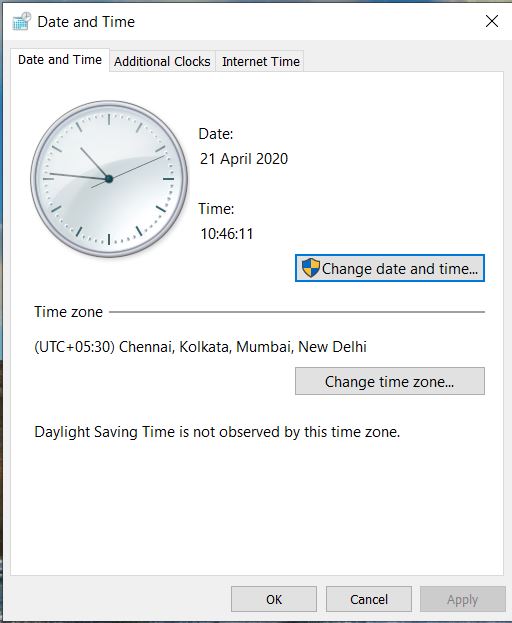 Date and Time
Date and Time
Additional Clocks
Internet Time
Date:
21 April 2020
Time:
10:46:11
Change date and time...
Time zone
(UTC+05:30) Chennai, Kolkata, Mumbai, New Delhi
Change time zone...
Daylight Saving Time is not observed by this time zone.
OK
Cancel
Apply